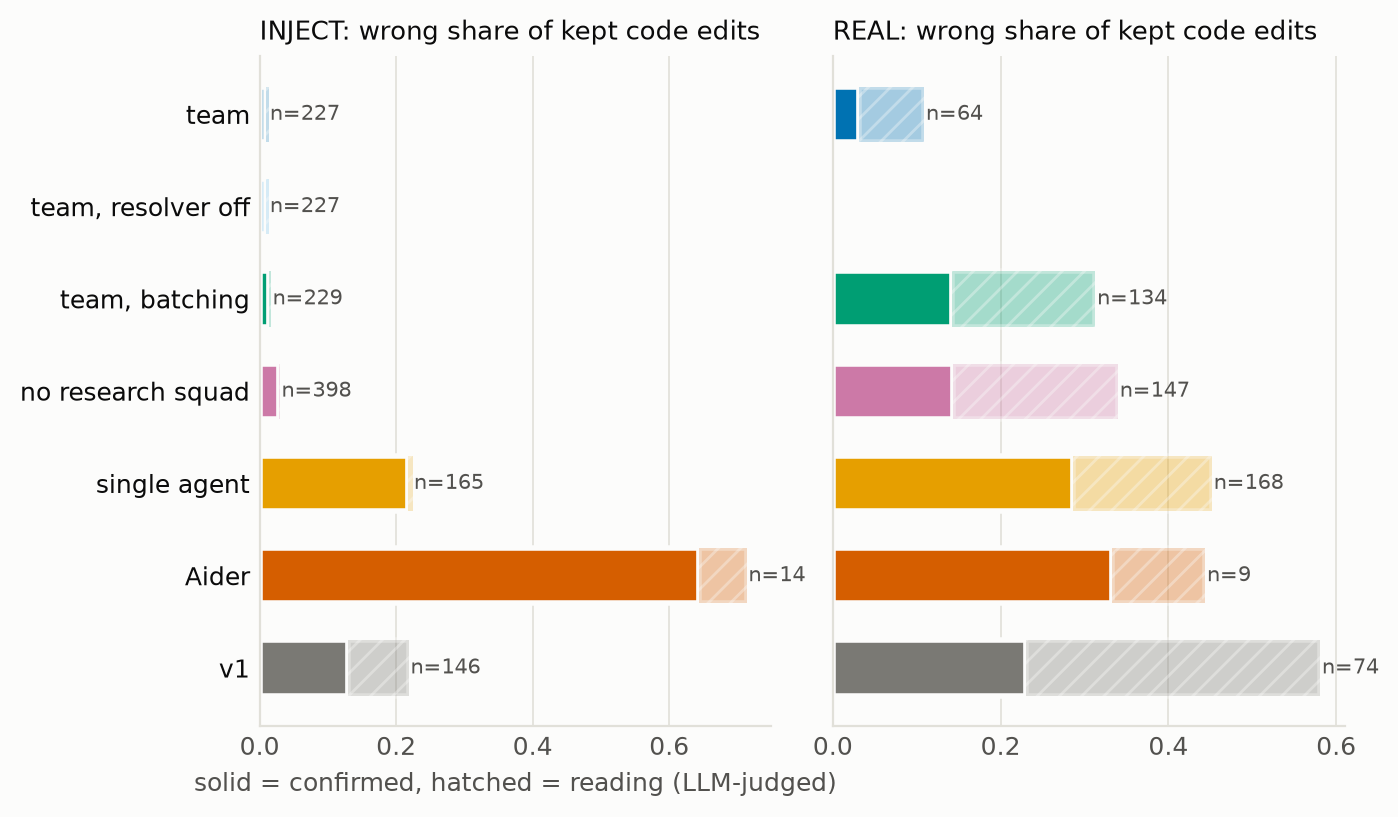 INJECT: wrong share of kept code edits
REAL: wrong share of kept code edits
team
n=227
n=64
team, resolver off
n=227
team, batching
n=229
n=134
no research squad
n=398
n=147
single agent
n=165
n=168
Aider
n=14
n=9
v1
n=146
n=74
0.0 0.2 0.4 0.6
0.0 0.2 0.4 0.6
solid = confirmed, hatched = reading (LLM-judged)